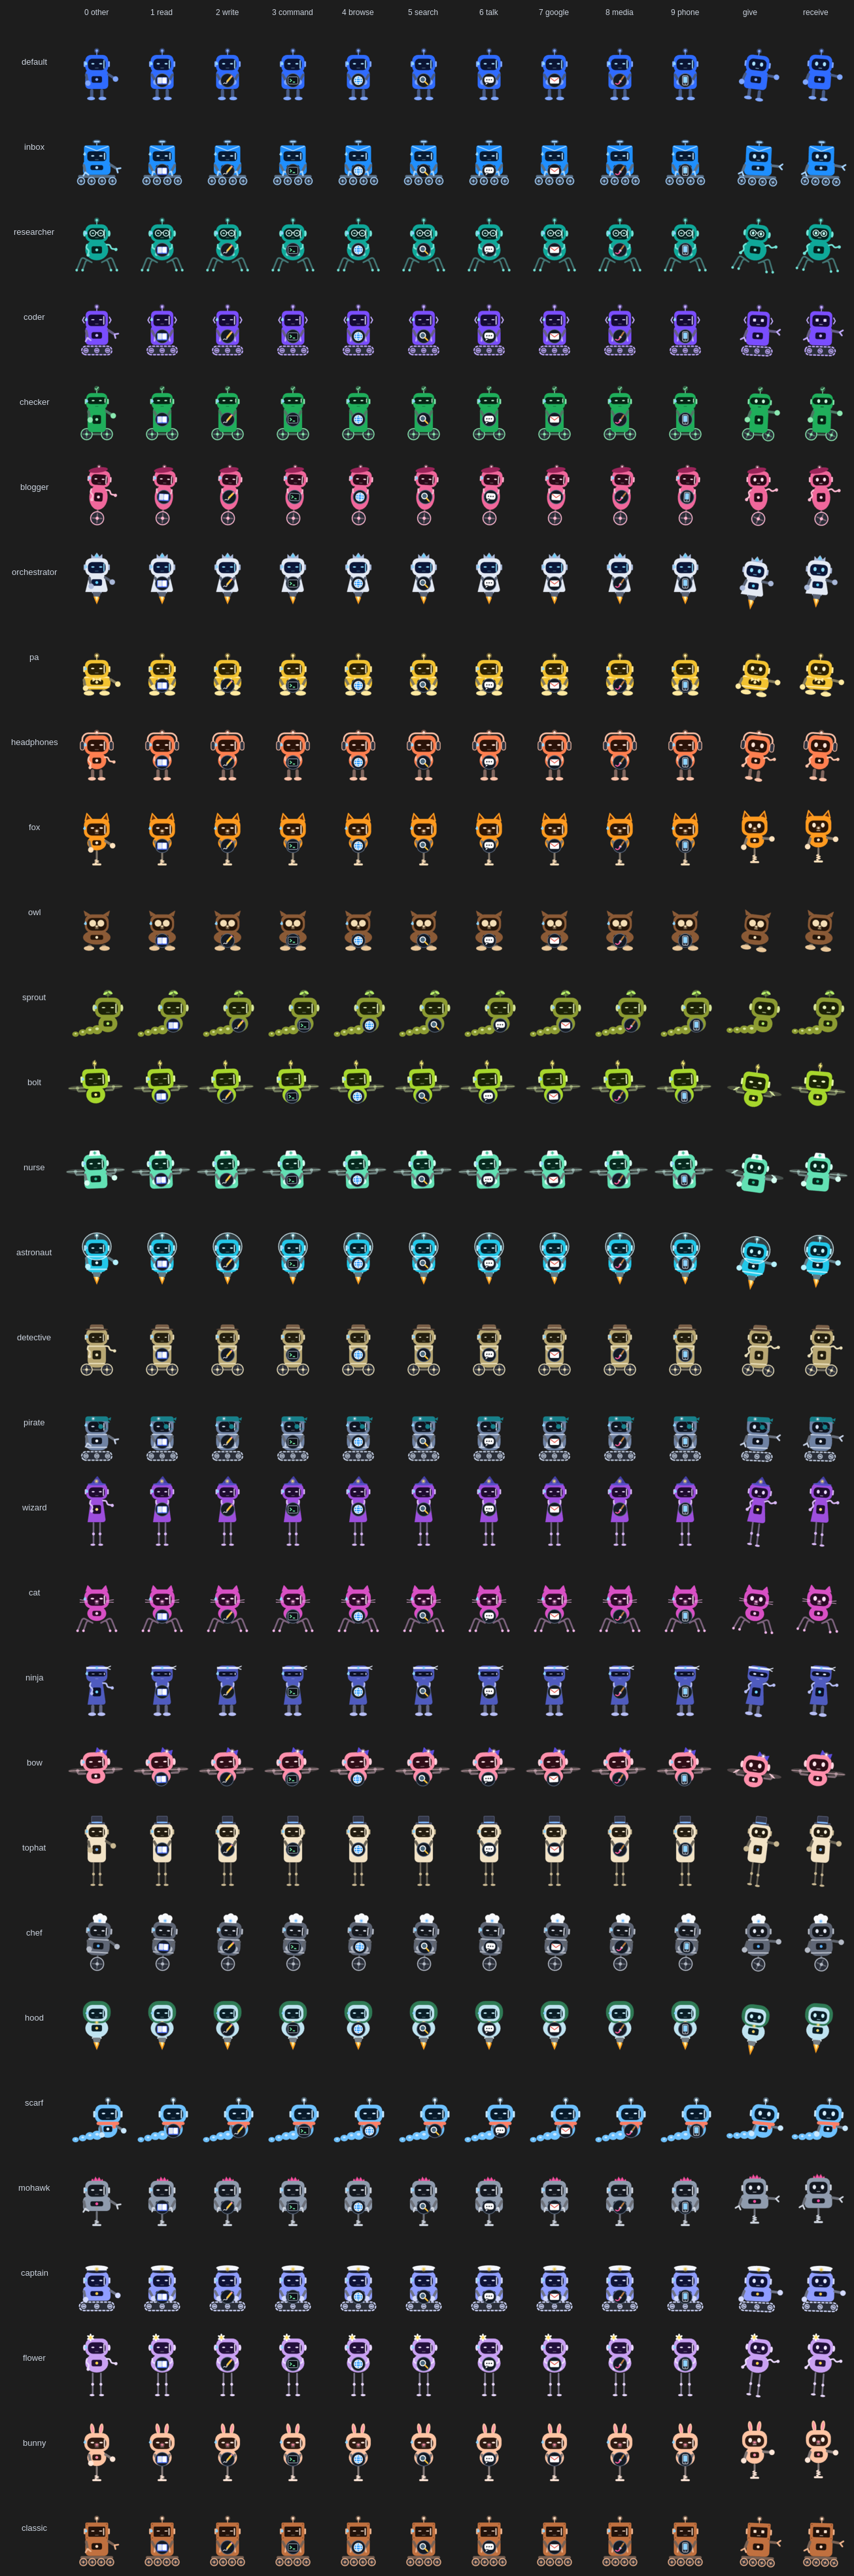 0 other 1 read 2 write 3 command 4 browse 5 search 6 talk 7 google 8 media 9 phone give receive
default
inbox
researcher
coder
checker
blogger
orchestrator
pa
headphones
fox
owl
sprout
bolt
nurse
astronaut
detective
pirate
wizard
cat
ninja
bow
tophat
chef
hood
scarf
mohawk
captain
flower
bunny
classic